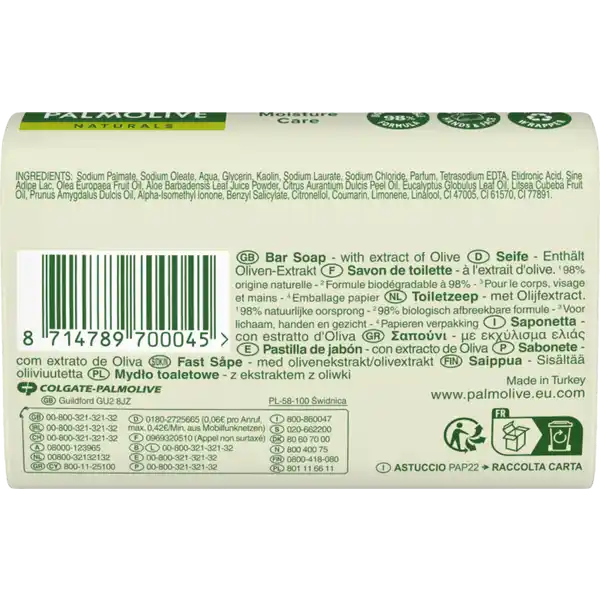 PALMOLIVE
NATURALS
Moisture
Care
98%
FORMULE
HANDS & FACE
WRAPPER
INGREDIENTS: Sodium Palmate, Sodium Oleate, Aqua, Glycerin, Kaolin, Sodium Laurate, Sodium Chloride, Parfum, Tetrasodium EDTA, Etidronic Acid, Sine
Adipe Lac, Olea Europaea Fruit Oil, Aloe Barbadensis Leaf Juice Powder, Citrus Aurantium Dulcis Peel Oil, Eucalyptus Globulus Leaf Oil, Litsea Cubeba Fruit
Oil, Prunus Amygdalus Dulcis Oil, Alpha-Isomethyl Ionone, Benzyl Salicylate, Citronellol, Coumarin, Limonene, Linalool, CI 47005, CI 61570, CI 77891.
GB Bar Soap - with extract of Olive D Seife - Enthält
Oliven-Extrakt F Savon de toilette - à l'extrait d'olive. ¹98%
origine naturelle - ²Formule biodégradable à 98% - ³Pour le corps, visage
et mains - ⁴Emballage papier NL Toiletzeep - met Olijfextract.
¹98% natuurlijke oorsprong - ²98% biologisch afbreekbare formule - ³Voor
lichaam, handen en gezicht - ⁴Papieren verpakking I Saponetta -
con estratto d'Oliva GR Σαπούνι - με εκχύλισμα ελιάς
E Pastilla de jabón - con extracto de Oliva P Sabonete -
com extrato de Oliva Fast Såpe -
med olivenekstrakt/olivextrakt FIN Saippua - Sisältää
oliiviuutetta PL Mydło toaletowe - z ekstraktem z oliwki
8 714789 700045 >
COLGATE-PALMOLIVE
GB Guildford GU2 8JZ PL-58-100 Świdnica
Made in Turkey
www.palmolive.eu.com
GB 00-800-321-321-32
IRL 00-800-321-321-32
CH 00-800-321-321-32
A 08000-123965
NL 00800-32132132
GR CY 800-11-25100
D 0180-2725665 (0,06€ pro Anruf,
max. 0,42€/Min. aus Mobilfunknetzen)
F 0969320510 (Appel non surtaxé)
B L 00-800-321-321-32
E 00-800-321-321-32
P 00-800-321-321-32
I 800-860047
S 020-662200
DK 80 60 70 00
N 800 400 75
FIN 0800-418-080
PL 801 11 66 11
FR
I ASTUCCIO PAP22 → RACCOLTA CARTA